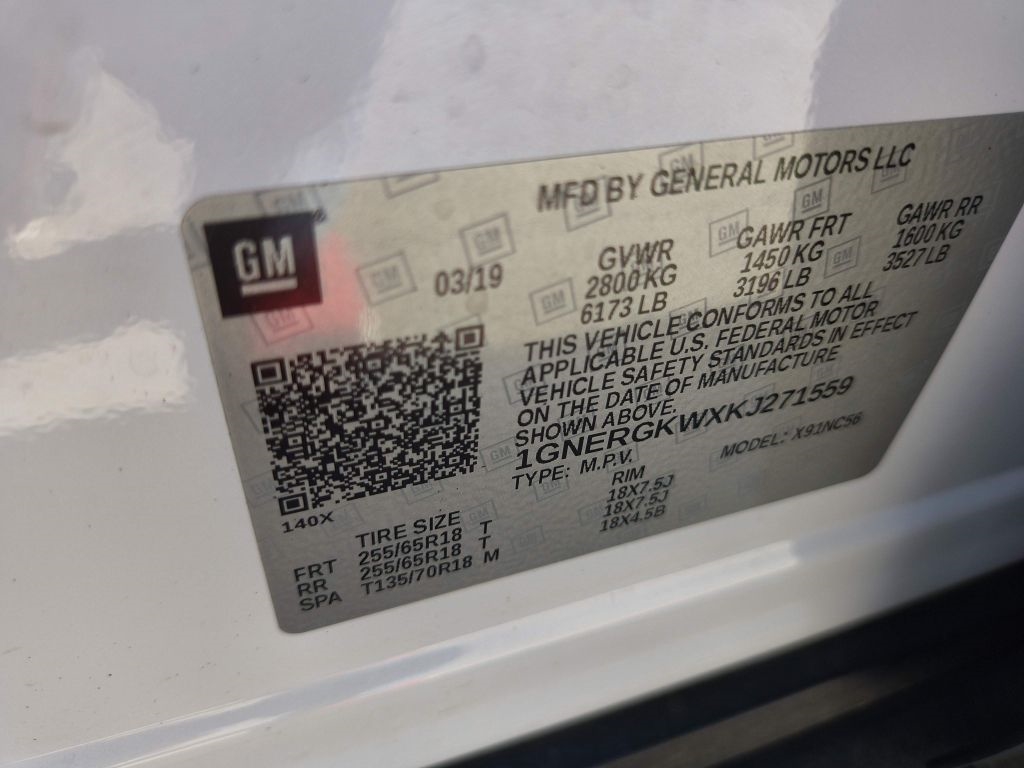 MFD BY GENERAL MOTORS LLC
GM®
03/19
GVWR
2800 KG
6173 LB
GAWR FRT
1450 KG
3196 LB
GAWR RR
1600 KG
3527 LB
THIS VEHICLE CONFORMS TO ALL
APPLICABLE U.S. FEDERAL MOTOR
VEHICLE SAFETY STANDARDS IN EFFECT
ON THE DATE OF MANUFACTURE
SHOWN ABOVE.
1GNERGKWXKJ271559
TYPE: M.P.V. MODEL: X91NC56
140X
TIRE SIZE RIM
FRT 255/65R18 T 18X7.5J
RR 255/65R18 T 18X7.5J
SPA T135/70R18 M 18X4.5B